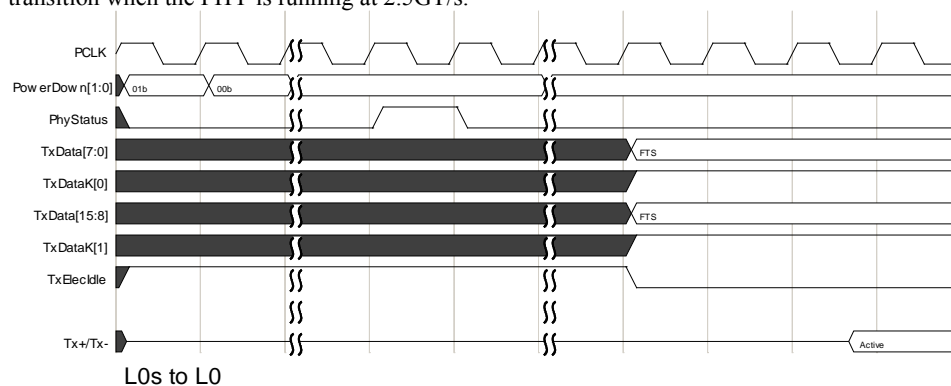 transition when the PHY is running at 2.5GT/s.
PCLK
PowerDown[1:0]
01b
00b
PhyStatus
TxData[7:0]
FTS
TxDataK[0]
TxData[15:8]
FTS
TxDataK[1]
TxElecIdle
Tx+/Tx-
Active
L0s to L0